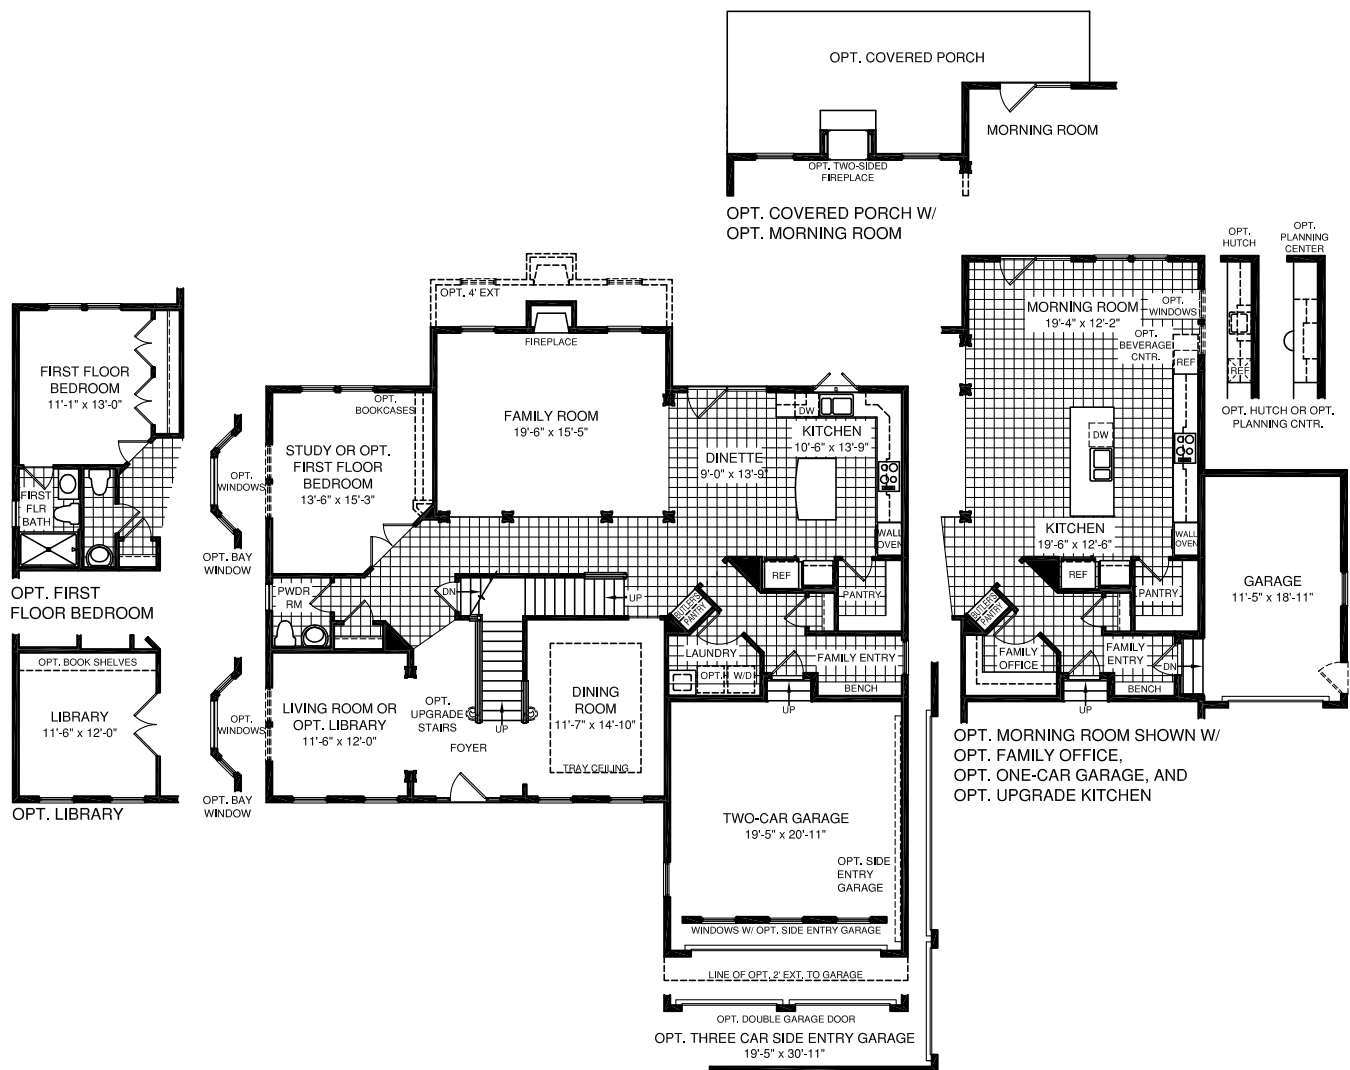 OPT. COVERED PORCH
MORNING ROOM
OPT. TWO-SIDED
FIREPLACE
OPT. COVERED PORCH W/
OPT. MORNING ROOM
OPT.
HUTCH
OPT.
PLANNING
CENTER
REF
OPT. HUTCH OR OPT.
PLANNING CNTR.
FIRST FLOOR
BEDROOM
11'-1" x 13'-0"
FIRST
FLR
BATH
OPT. FIRST
FLOOR BEDROOM
OPT. BOOK SHELVES
LIBRARY
11'-6" x 12'-0"
OPT. LIBRARY
OPT.
WINDOWS
OPT. BAY
WINDOW
OPT.
WINDOWS
OPT. BAY
WINDOW
OPT. 4' EXT
FIREPLACE
FAMILY ROOM
19'-6" x 15'-5"
OPT.
BOOKCASES
STUDY OR OPT.
FIRST FLOOR
BEDROOM
13'-6" x 15'-3"
DW
KITCHEN
10'-6" x 13'-9"
DINETTE
9'-0" x 13'-9"
WALL
OVEN
REF
PANTRY
BUTLER'S
PANTRY
PWDR
RM
DN
UP
LAUNDRY
OPT.
W/D
FAMILY ENTRY
BENCH
UP
LIVING ROOM OR
OPT. LIBRARY
11'-6" x 12'-0"
OPT.
UPGRADE
STAIRS
UP
FOYER
DINING
ROOM
11'-7" x 14'-10"
TRAY CEILING
TWO-CAR GARAGE
19'-5" x 20'-11"
OPT. SIDE
ENTRY
GARAGE
WINDOWS W/ OPT. SIDE ENTRY GARAGE
LINE OF OPT. 2' EXT. TO GARAGE
OPT. DOUBLE GARAGE DOOR
OPT. THREE CAR SIDE ENTRY GARAGE
19'-5" x 30'-11"
MORNING ROOM
19'-4" x 12'-2"
OPT.
WINDOWS
OPT.
BEVERAGE
CNTR.
REF
DW
KITCHEN
19'-6" x 12'-6"
WALL
OVEN
REF
PANTRY
BUTLER'S
PANTRY
FAMILY
OFFICE
FAMILY
ENTRY
DN
BENCH
UP
GARAGE
11'-5" x 18'-11"
OPT. MORNING ROOM SHOWN W/
OPT. FAMILY OFFICE,
OPT. ONE-CAR GARAGE, AND
OPT. UPGRADE KITCHEN